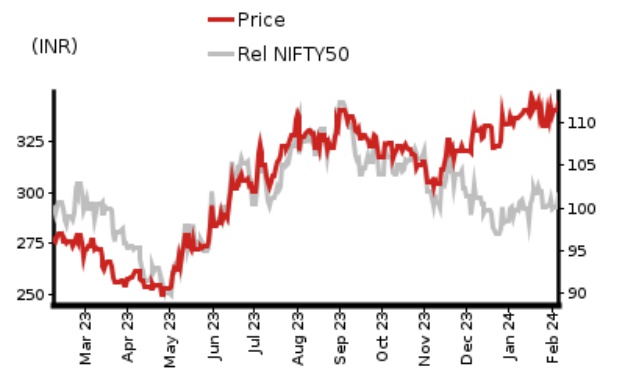 Price
(INR)
Rel NIFTY50
325
300
275
250
110
105
100
95
90
Mar 23
Apr 23
May 23
Jun 23
Jul 23
Aug 23
Sep 23
Oct 23
Nov 23
Dec 23
Jan 24
Feb 24